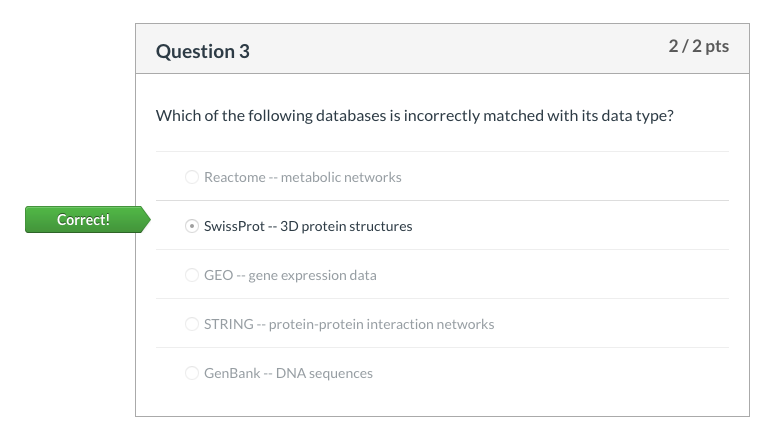 Question 3
2 / 2 pts
Which of the following databases is incorrectly matched with its data type?
Reactome -- metabolic networks
Correct!
SwissProt -- 3D protein structures
GEO -- gene expression data
STRING -- protein-protein interaction networks
GenBank -- DNA sequences